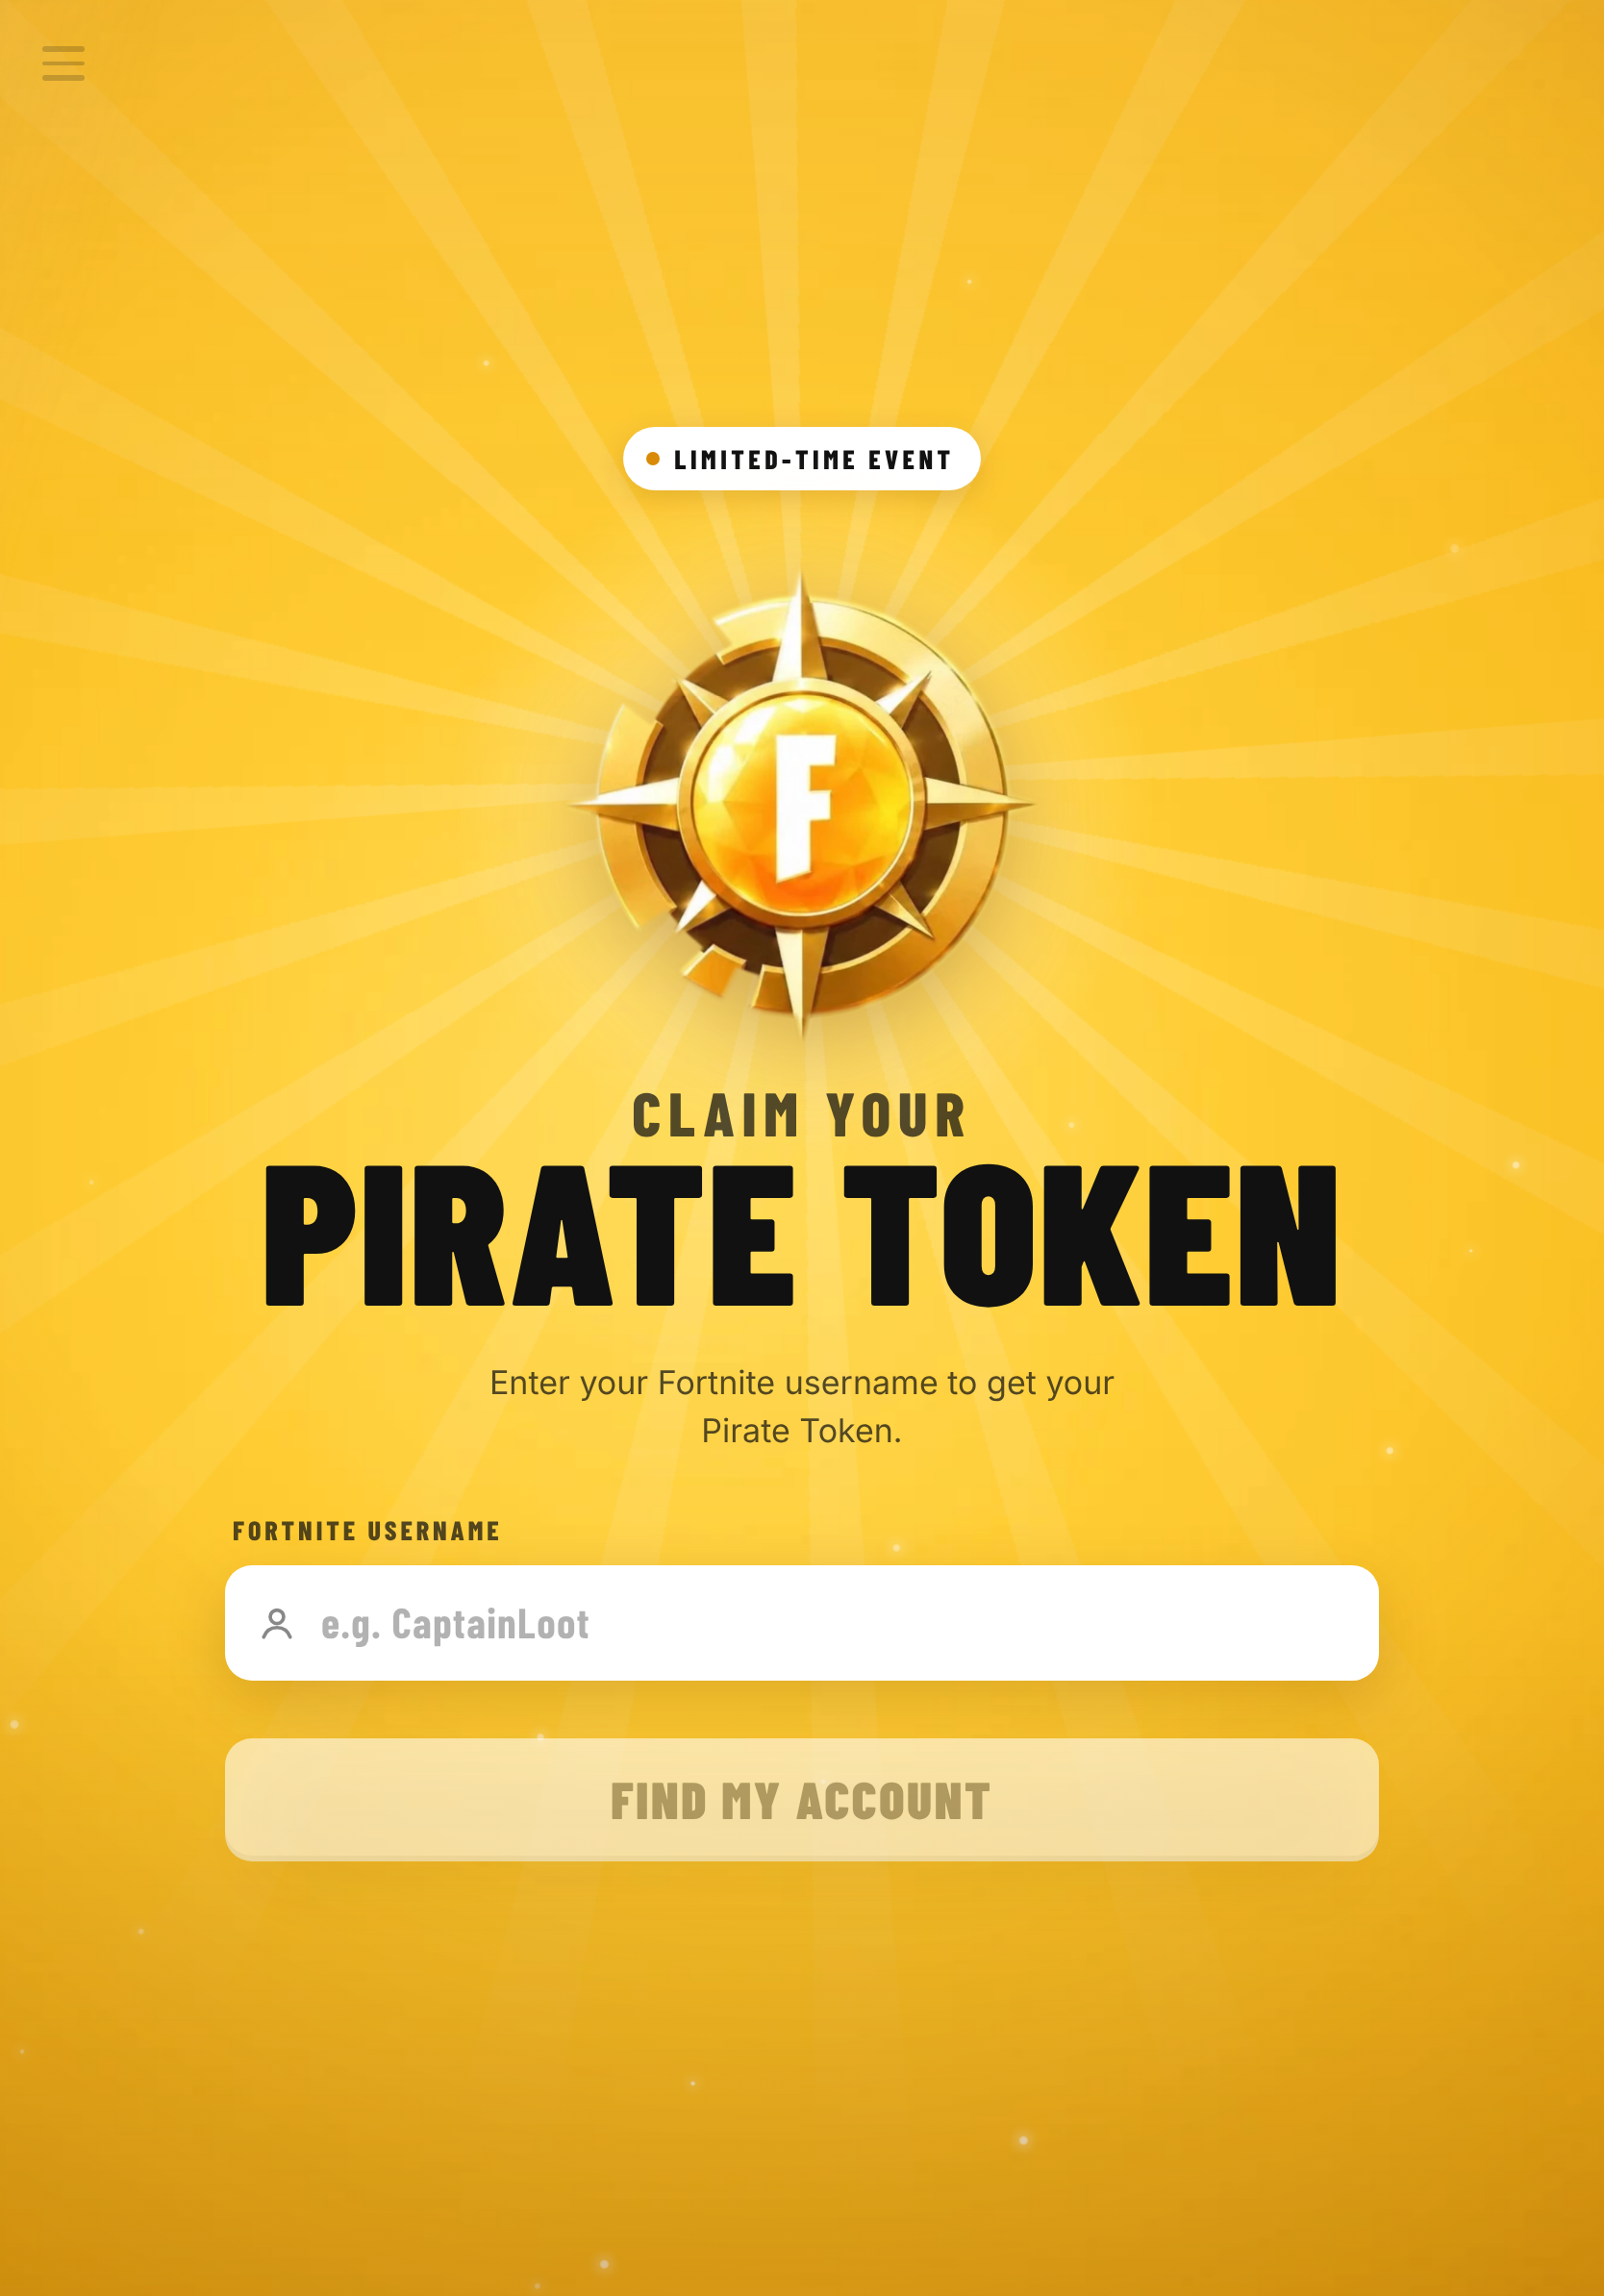 LIMITED-TIME EVENT
F
CLAIM YOUR
PIRATE TOKEN
Enter your Fortnite username to get your
Pirate Token.
FORTNITE USERNAME
e.g. CaptainLoot
FIND MY ACCOUNT